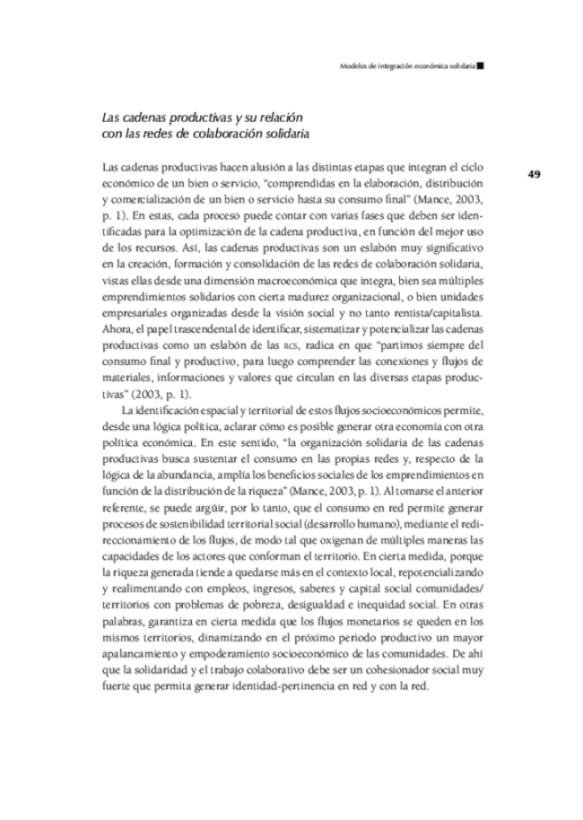 Modelos de integración económica solidaria
Las cadenas productivas y su relación
con las redes de colaboración solidaria
49
Las cadenas productivas hacen alusión a las distintas etapas que integran el ciclo
económico de un bien o servicio, “comprendidas en la elaboración, distribución
y comercialización de un bien o servicio hasta su consumo final” (Mance, 2003,
p. 1). En estas, cada proceso puede contar con varias fases que deben ser iden-
tificadas para la optimización de la cadena productiva, en función del mejor uso
de los recursos. Así, las cadenas productivas son un eslabón muy significativo
en la creación, formación y consolidación de las redes de colaboración solidaria,
vistas ellas desde una dimensión macroeconómica que integra, bien sea múltiples
emprendimientos solidarios con cierta madurez organizacional, o bien unidades
empresariales organizadas desde la visión social y no tanto rentista/capitalista.
Ahora, el papel trascendental de identificar, sistematizar y potencializar las cadenas
productivas como un eslabón de las RCS, radica en que “partimos siempre del
consumo final y productivo, para luego comprender las conexiones y flujos de
materiales, informaciones y valores que circulan en las diversas etapas produc-
tivas” (2003, p. 1).
La identificación espacial y territorial de estos flujos socioeconómicos permite,
desde una lógica política, aclarar cómo es posible generar otra economía con otra
política económica. En este sentido, “la organización solidaria de las cadenas
productivas busca sustentar el consumo en las propias redes y, respecto de la
lógica de la abundancia, amplía los beneficios sociales de los emprendimientos en
función de la distribución de la riqueza” (Mance, 2003, p. 1). Al tomarse el anterior
referente, se puede argüir, por lo tanto, que el consumo en red permite generar
procesos de sostenibilidad territorial social (desarrollo humano), mediante el redi-
reccionamiento de los flujos, de modo tal que oxigenan de múltiples maneras las
capacidades de los actores que conforman el territorio. En cierta medida, porque
la riqueza generada tiende a quedarse más en el contexto local, repotencializando
y realimentando con empleos, ingresos, saberes y capital social comunidades/
territorios con problemas de pobreza, desigualdad e inequidad social. En otras
palabras, garantiza en cierta medida que los flujos monetarios se queden en los
mismos territorios, dinamizando en el próximo periodo productivo un mayor
apalancamiento y empoderamiento socioeconómico de las comunidades. De ahí
que la solidaridad y el trabajo colaborativo debe ser un cohesionador social muy
fuerte que permita generar identidad-pertinencia en red y con la red.